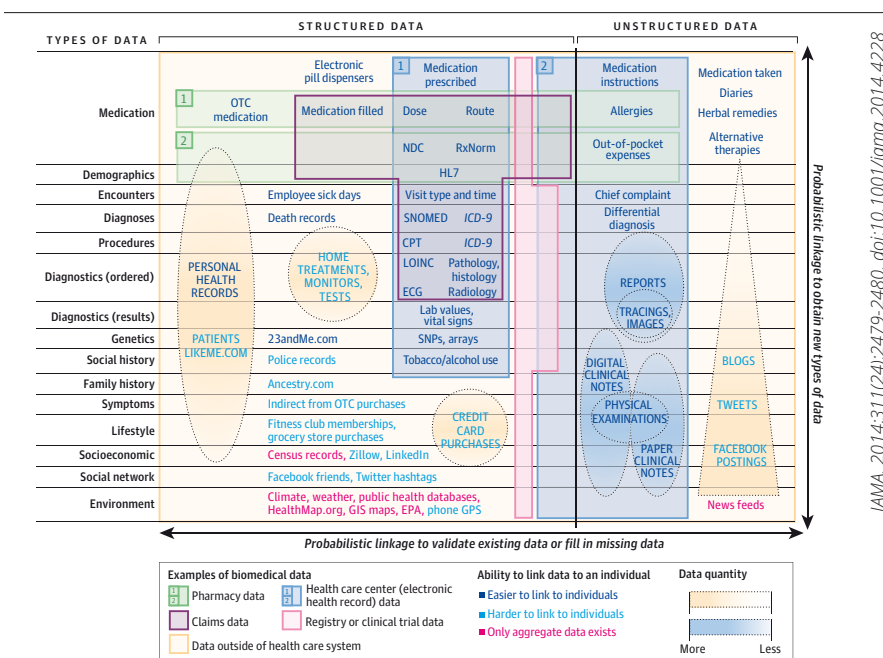 STRUCTURED DATA
UNSTRUCTURED DATA
TYPES OF DATA
Electronic
pill dispensers
1
Medication
prescribed
2
Medication
instructions
Medication taken
Diaries
Medication
1
OTC
medication
Medication filled
Dose
Route
Allergies
Herbal remedies
2
NDC
RxNorm
Out-of-pocket
expenses
Alternative
therapies
Demographics
HL7
Encounters
Employee sick days
Visit type and time
Chief complaint
Diagnoses
Death records
SNOMED
ICD-9
Differential
diagnosis
Procedures
CPT
ICD-9
Diagnostics (ordered)
PERSONAL
HEALTH
RECORDS
HOME
TREATMENTS,
MONITORS,
TESTS
LOINC
Pathology,
histology
ECG
Radiology
REPORTS
Diagnostics (results)
Lab values,
vital signs
TRACINGS,
IMAGES
Genetics
PATIENTS
LIKEME.COM
23andMe.com
SNPs, arrays
Social history
Police records
Tobacco/alcohol use
DIGITAL
CLINICAL
NOTES
BLOGS
Family history
Ancestry.com
Symptoms
Indirect from OTC purchases
PHYSICAL
EXAMINATIONS
TWEETS
Lifestyle
Fitness club memberships,
grocery store purchases
CREDIT
CARD
PURCHASES
Socioeconomic
Census records, Zillow, LinkedIn
PAPER
CLINICAL
NOTES
FACEBOOK
POSTINGS
Social network
Facebook friends, Twitter hashtags
Environment
Climate, weather, public health databases,
HealthMap.org, GIS maps, EPA, phone GPS
News feeds
Probabilistic linkage to obtain new types of data
Probabilistic linkage to validate existing data or fill in missing data
Examples of biomedical data
1
2
Pharmacy data
1
2
Health care center (electronic
health record) data
Claims data
Registry or clinical trial data
Data outside of health care system
Ability to link data to an individual
Easier to link to individuals
Harder to link to individuals
Only aggregate data exists
Data quantity
More
Less
JAMA. 2014;311(24):2479-2480. doi:10.1001/jama.2014.4228